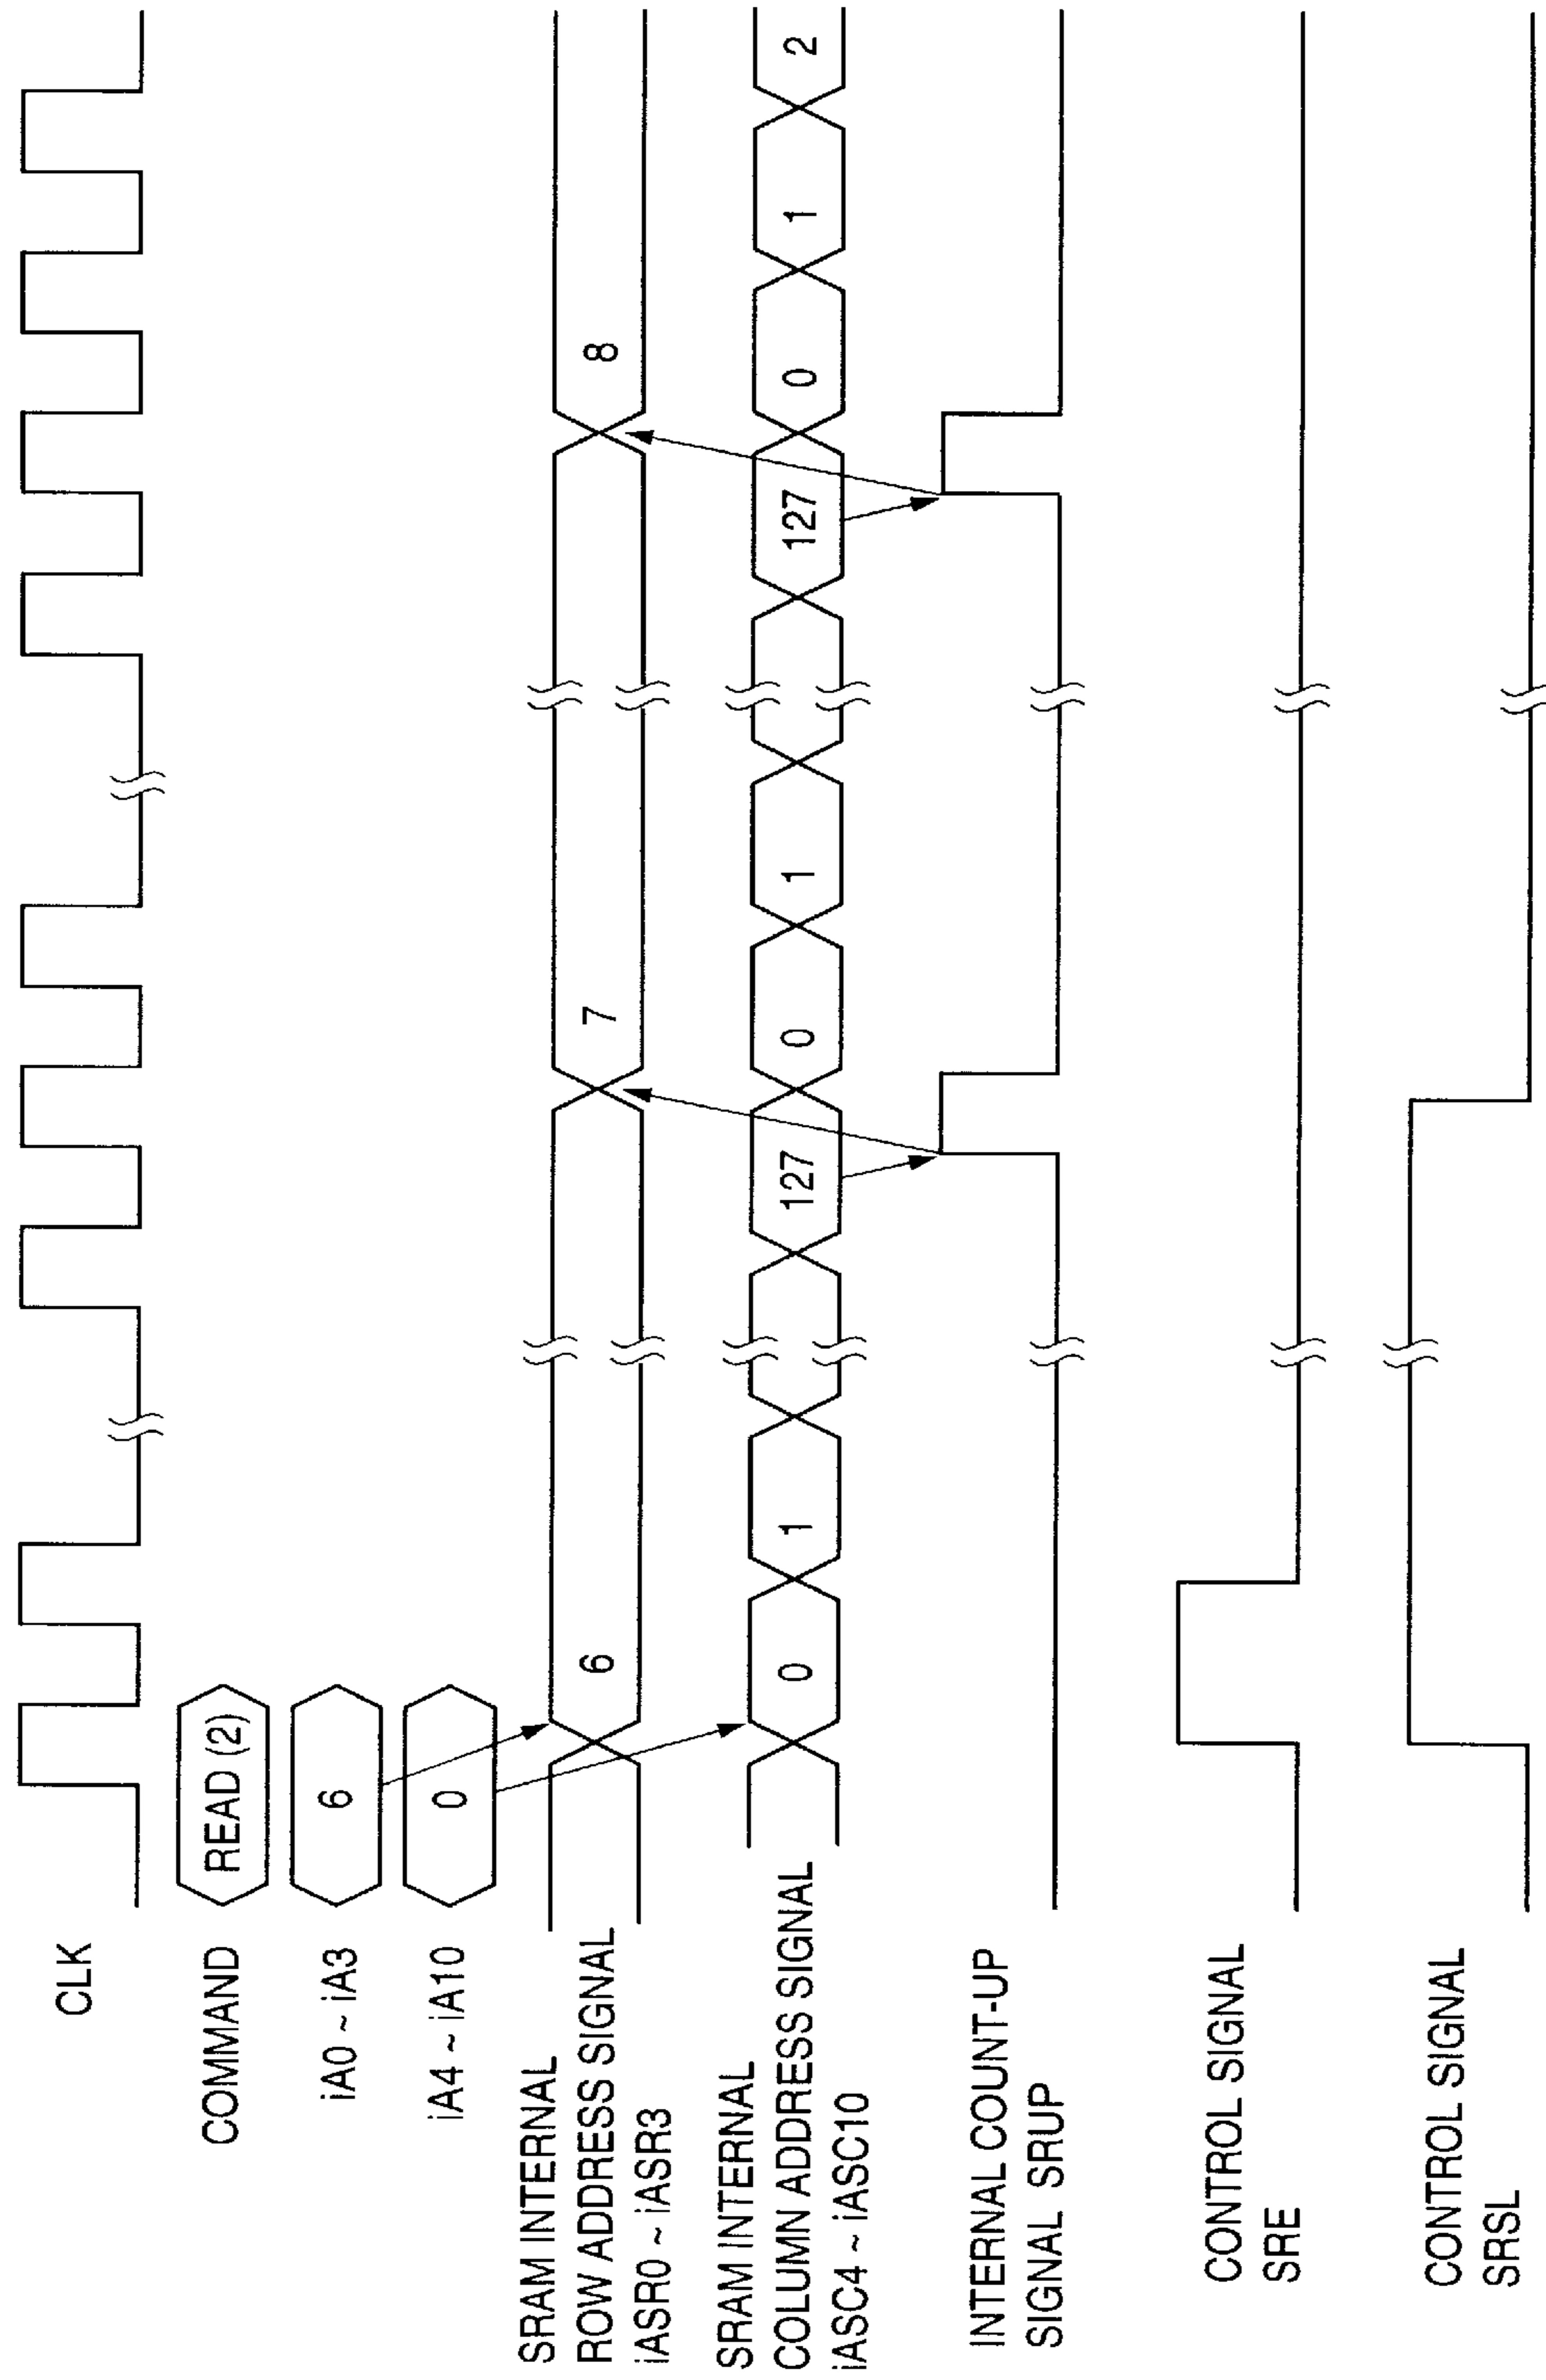 CLK
COMMAND
READ (2)
iA0 ~ iA3
6
iA4 ~ iA10
0
SRAM INTERNAL
ROW ADDRESS SIGNAL
iASR0 ~ iASR3
6
7
8
SRAM INTERNAL
COLUMN ADDRESS SIGNAL
iASC4 ~ iASC10
0
1
127
0
1
127
0
1
2
INTERNAL COUNT-UP
SIGNAL SRUP
CONTROL SIGNAL
SRE
CONTROL SIGNAL
SRSL